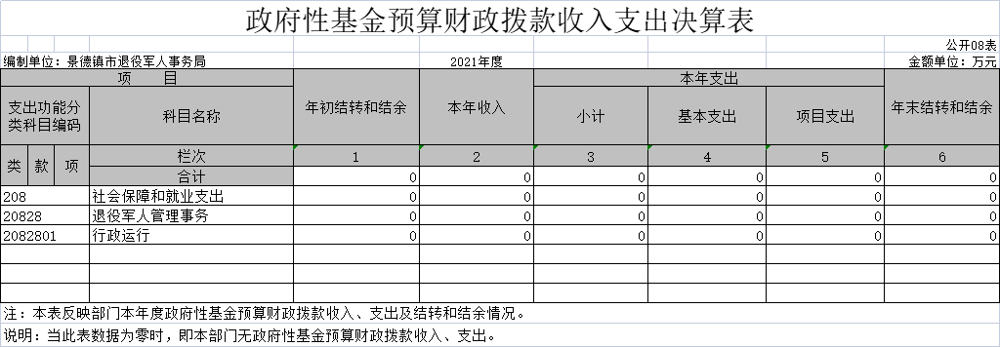 政府性基金预算财政拨款收入支出决算表
公开08表
编制单位：景德镇市退役军人事务局 2021年度 金额单位：万元
项 目 年初结转和结余 本年收入 本年支出 年末结转和结余
支出功能分类科目编码 科目名称 小计 基本支出 项目支出
类 款 项 栏次 1 2 3 4 5 6
合计 0 0 0 0 0 0
208 社会保障和就业支出 0 0 0 0 0 0
20828 退役军人管理事务 0 0 0 0 0 0
2082801 行政运行 0 0 0 0 0 0
注：本表反映部门本年度政府性基金预算财政拨款收入、支出及结转和结余情况。
说明：当此表数据为零时，即本部门无政府性基金预算财政拨款收入、支出。